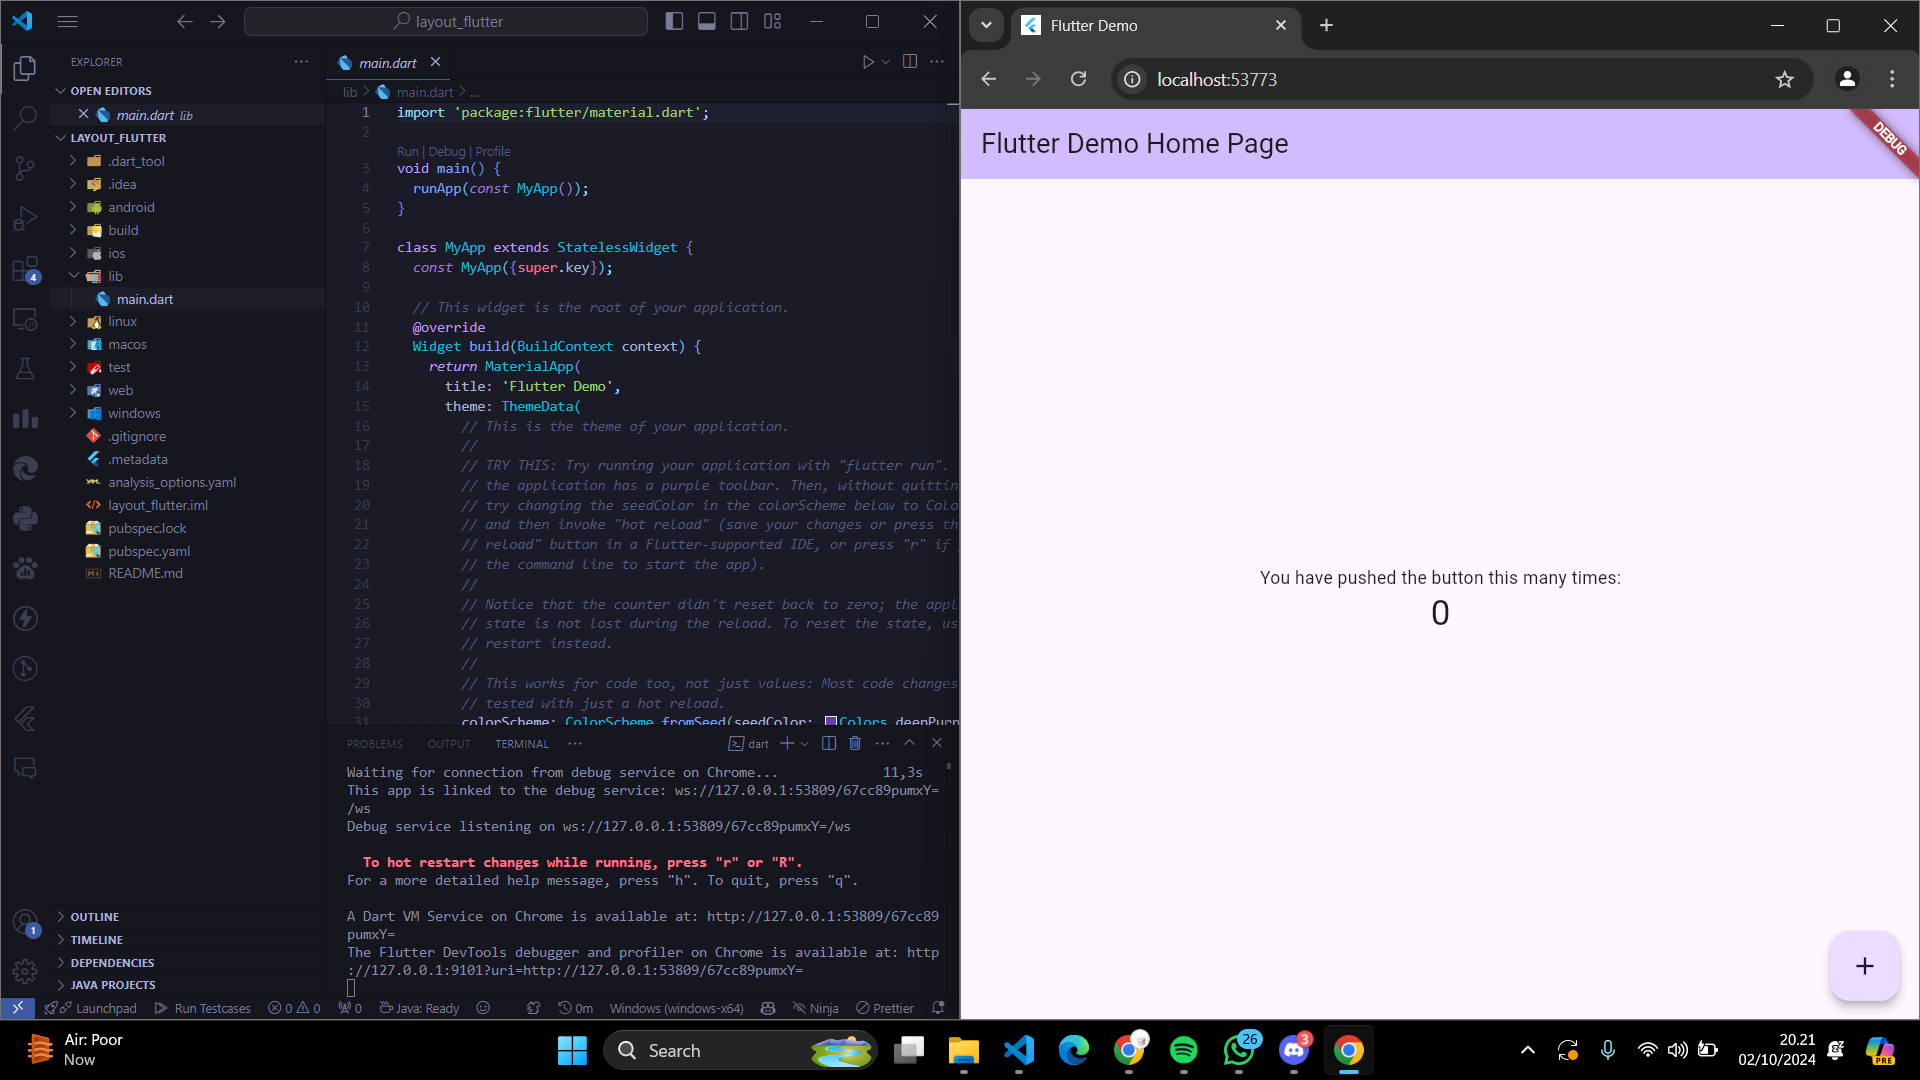 layout_flutter
EXPLORER
OPEN EDITORS
main.dart lib
LAYOUT_FLUTTER
.dart_tool
.idea
android
build
ios
lib
main.dart
linux
macos
test
web
windows
.gitignore
.metadata
analysis_options.yaml
layout_flutter.iml
pubspec.lock
pubspec.yaml
README.md
OUTLINE
TIMELINE
DEPENDENCIES
JAVA PROJECTS
4
1
main.dart
lib > main.dart > ...
1 import 'package:flutter/material.dart';
2
Run | Debug | Profile
3 void main() {
4 runApp(const MyApp());
5 }
6
7 class MyApp extends StatelessWidget {
8 const MyApp({super.key});
9
10 // This widget is the root of your application.
11 @override
12 Widget build(BuildContext context) {
13 return MaterialApp(
14 title: 'Flutter Demo',
15 theme: ThemeData(
16 // This is the theme of your application.
17 //
18 // TRY THIS: Try running your application with "flutter run".
19 // the application has a purple toolbar. Then, without quittin
20 // try changing the seedColor in the colorScheme below to Colo
21 // and then invoke "hot reload" (save your changes or press th
22 // reload" button in a Flutter-supported IDE, or press "r" if
23 // the command line to start the app).
24 //
25 // Notice that the counter didn't reset back to zero; the appl
26 // state is not lost during the reload. To reset the state, us
27 // restart instead.
28 //
29 // This works for code too, not just values: Most code changes
30 // tested with just a hot reload.
31 colorScheme: ColorScheme.fromSeed(seedColor: Colors.deepPurp
PROBLEMS OUTPUT TERMINAL ··· dart
Waiting for connection from debug service on Chrome... 11,3s
This app is linked to the debug service: ws://127.0.0.1:53809/67cc89pumxY=
/ws
Debug service listening on ws://127.0.0.1:53809/67cc89pumxY=/ws
To hot restart changes while running, press "r" or "R".
For a more detailed help message, press "h". To quit, press "q".
A Dart VM Service on Chrome is available at: http://127.0.0.1:53809/67cc89
pumxY=
The Flutter DevTools debugger and profiler on Chrome is available at: http
://127.0.0.1:9101?uri=http://127.0.0.1:53809/67cc89pumxY=
Launchpad Run Testcases 0 0 0 Java: Ready 0m Windows (windows-x64) Ninja Prettier
Flutter Demo
localhost:53773
Flutter Demo Home Page
DEBUG
You have pushed the button this many times:
0
+
Air: Poor
Now
Search
26
3
20.21
02/10/2024
PRE